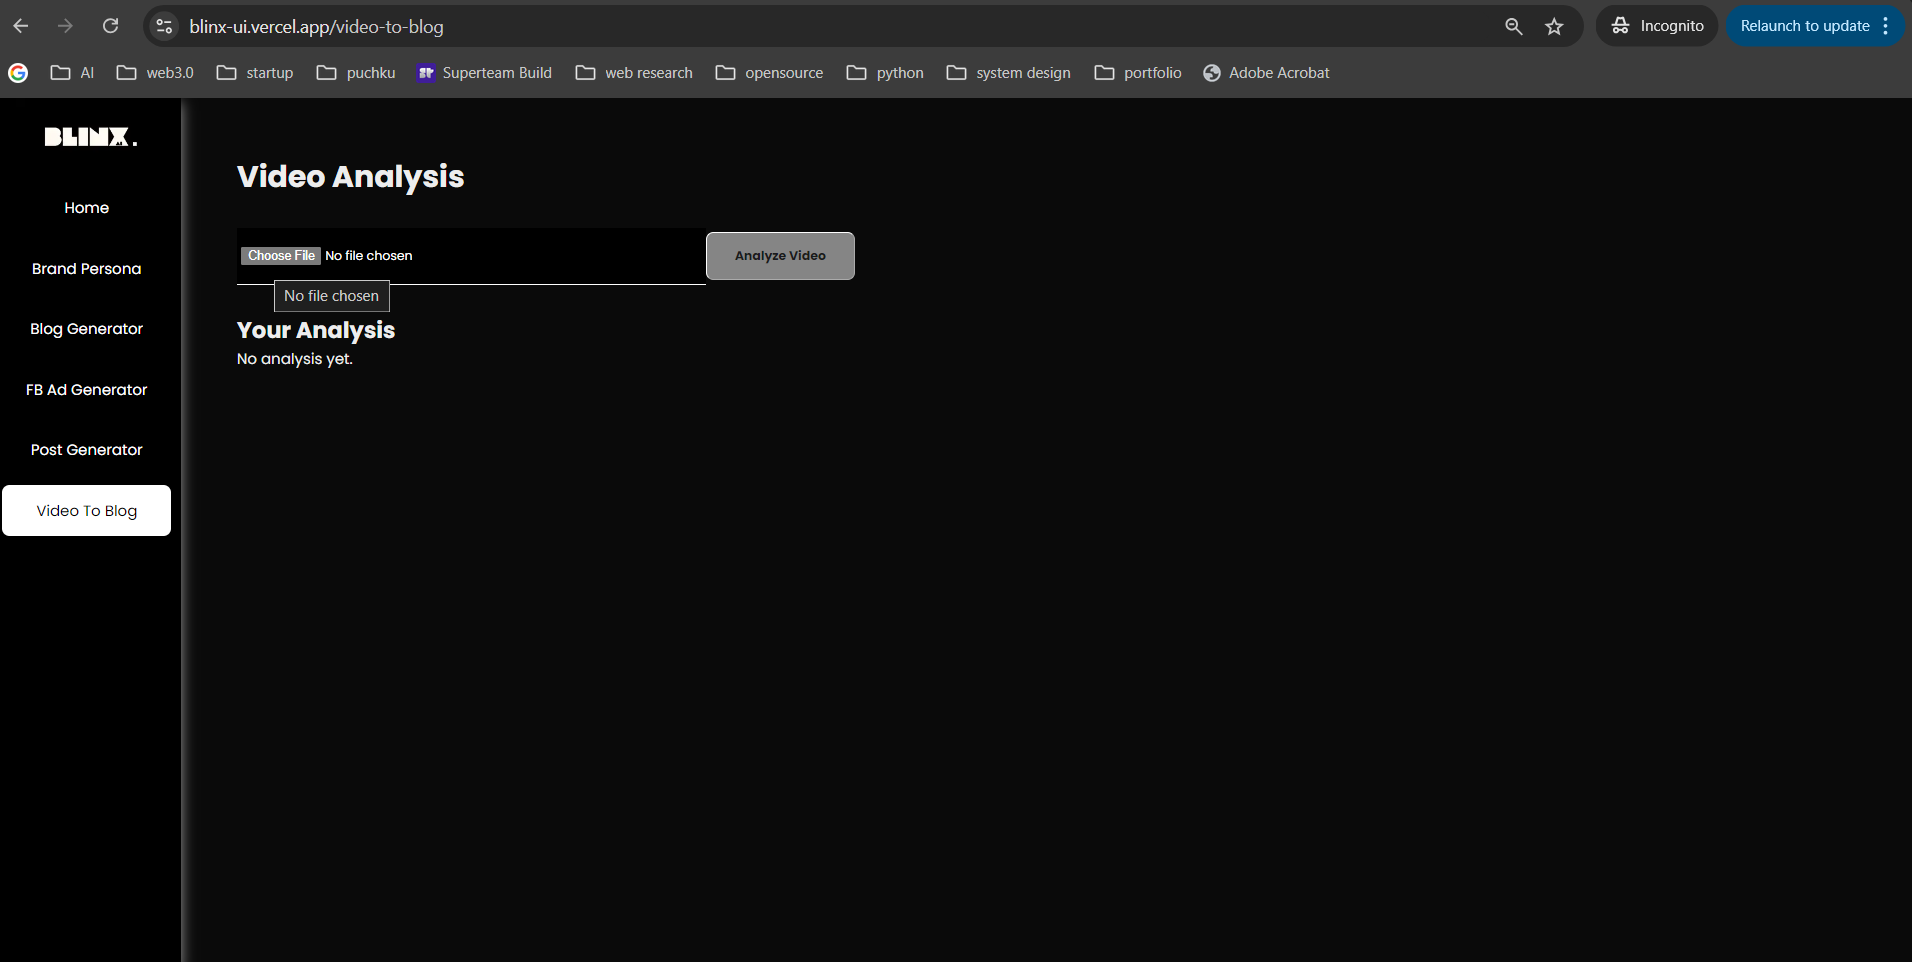 blinx-ui.vercel.app/video-to-blog
Incognito
Relaunch to update
AI
web3.0
startup
puchku
Superteam Build
web research
opensource
python
system design
portfolio
Adobe Acrobat
BLINX.
Home
Brand Persona
Blog Generator
FB Ad Generator
Post Generator
Video To Blog
Video Analysis
Choose File No file chosen
Analyze Video
No file chosen
Your Analysis
No analysis yet.